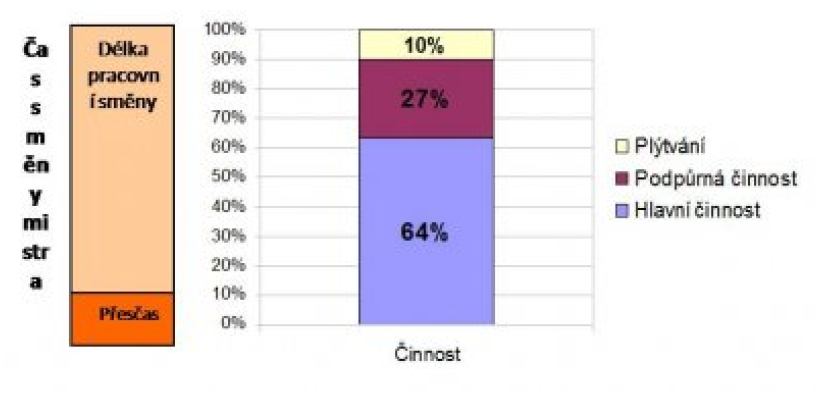 Ča
s
s
m
ěn
y
mi
str
a
Délka
pracovn
í směny
Přesčas
100%
90%
80%
70%
60%
50%
40%
30%
20%
10%
0%
10%
27%
64%
Činnost
Plýtvání
Podpůrná činnost
Hlavní činnost